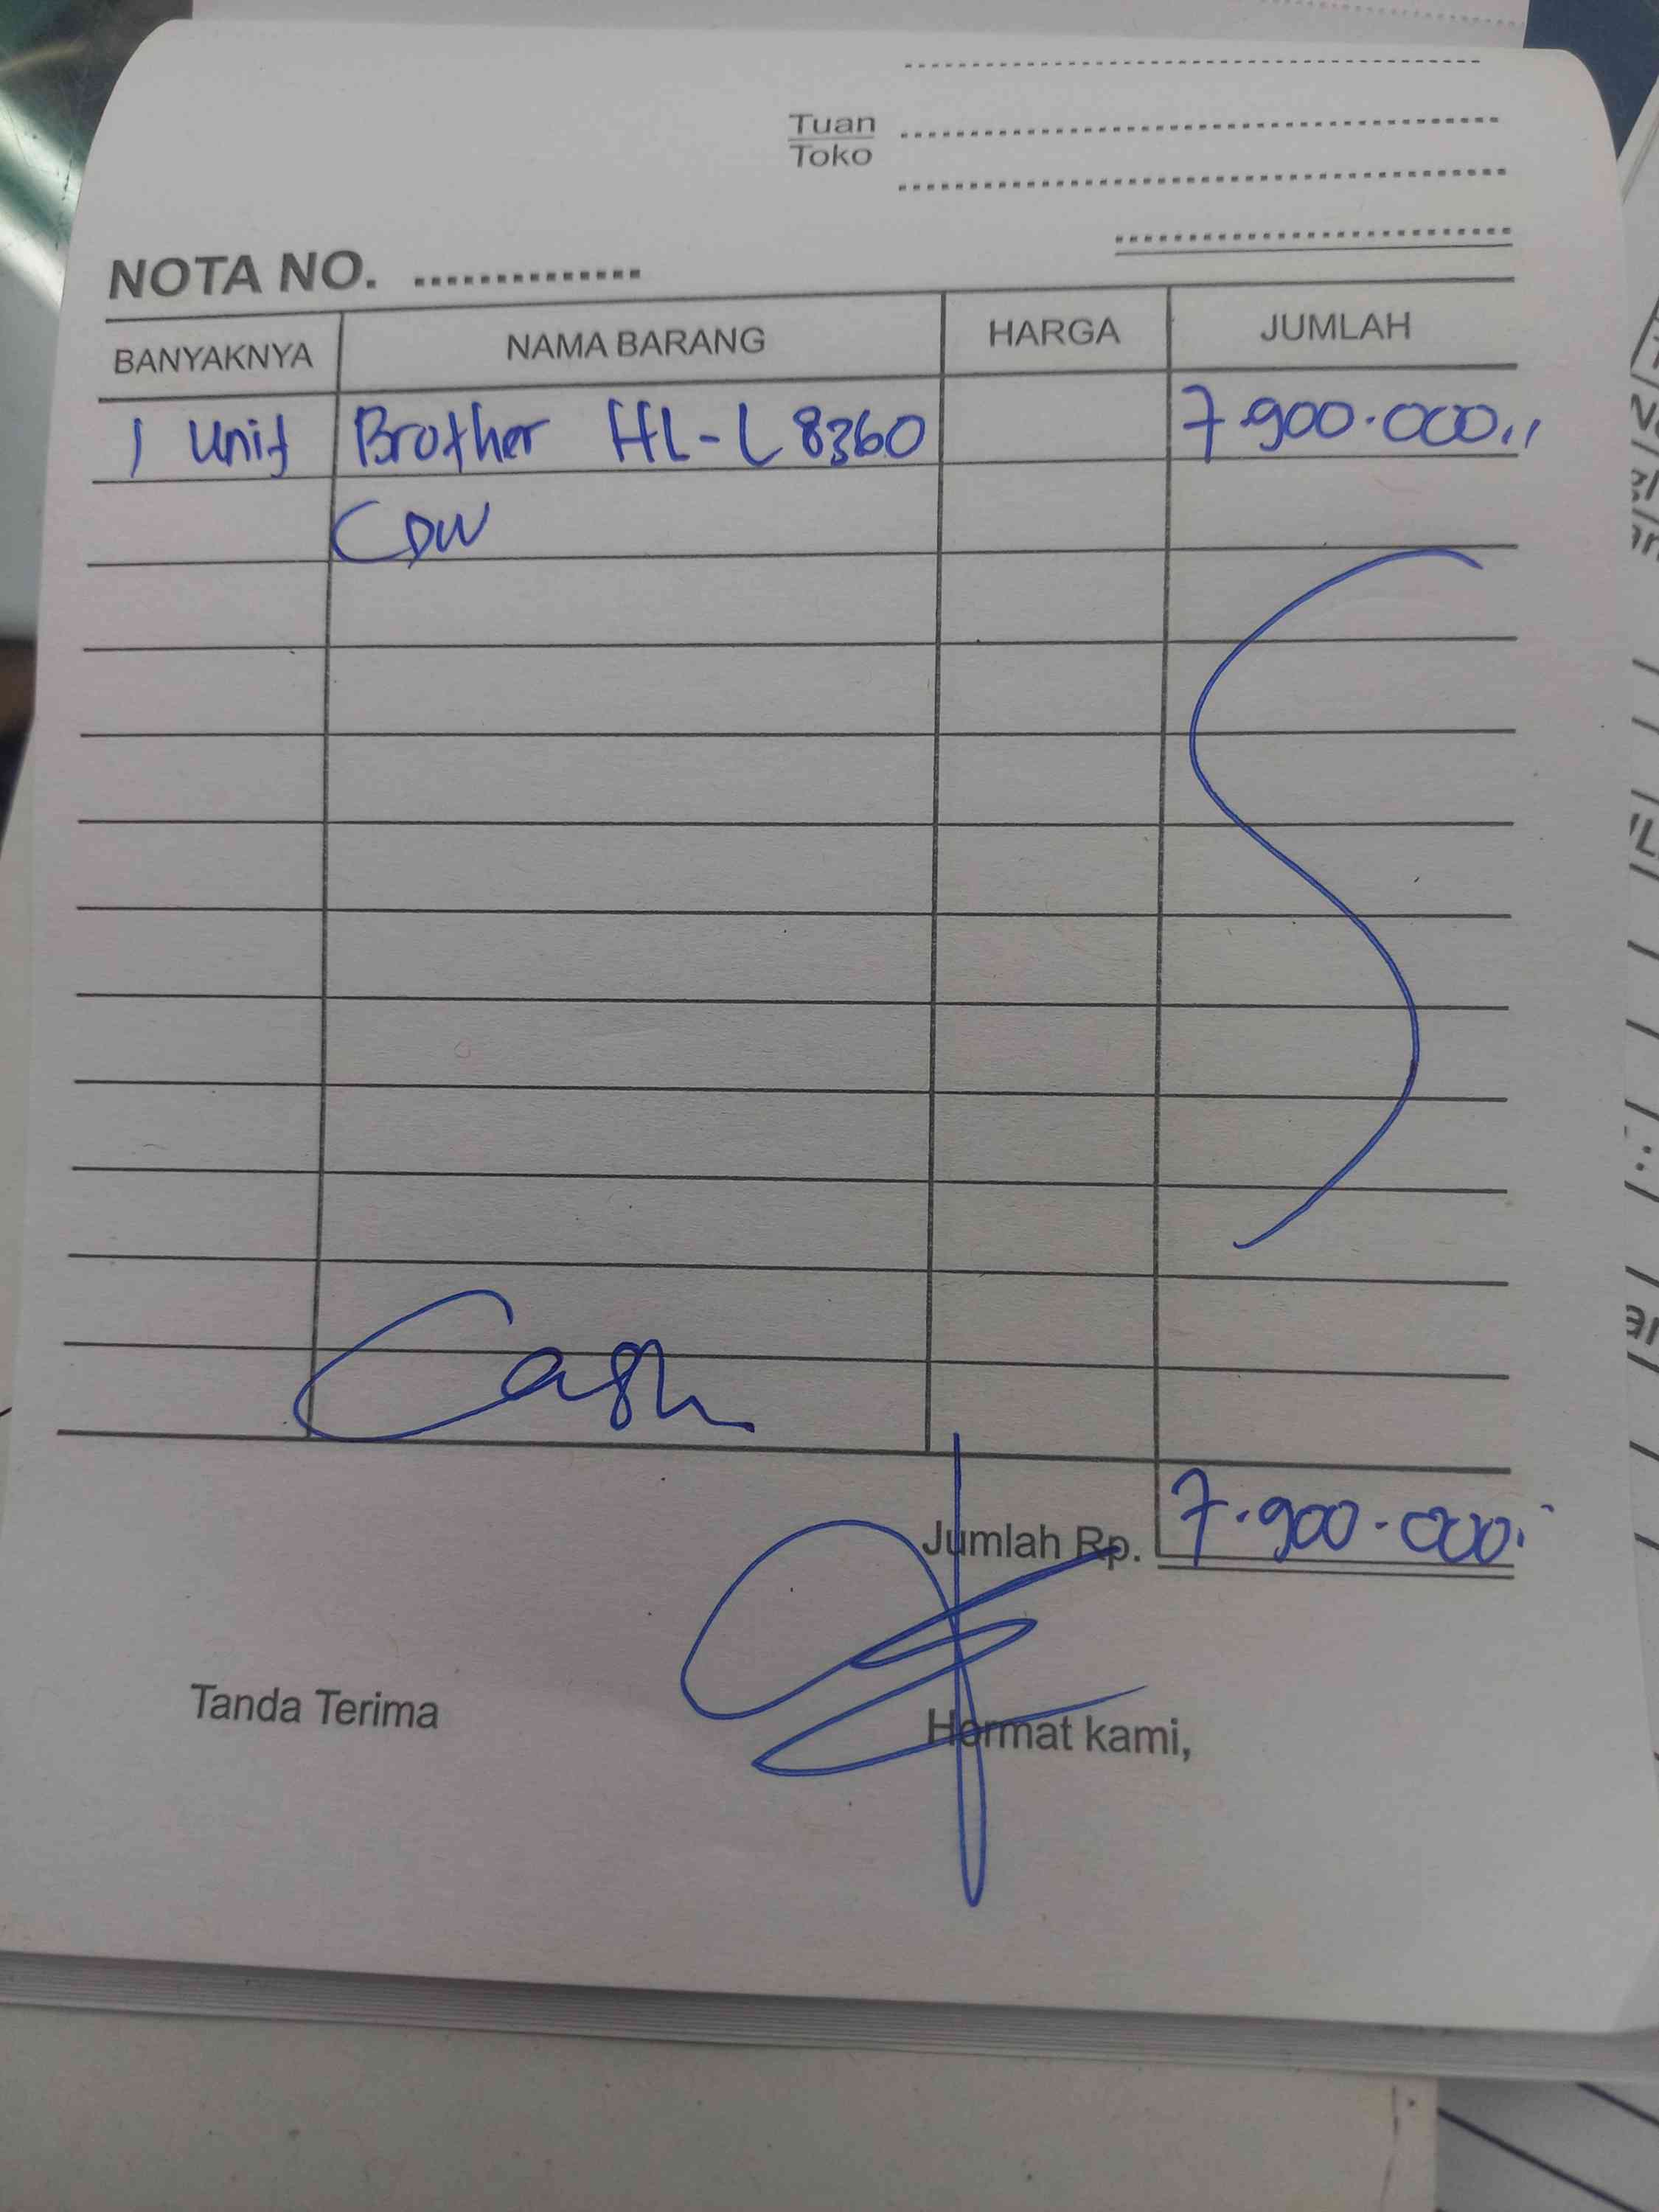 Tuan
Toko
NOTA NO.
BANYAKNYA NAMA BARANG HARGA JUMLAH
1 Unit Brother HL-L8360 7.900.000,,
CDW
Cash
Jumlah Rp. 7.900.000,
Tanda Terima Hormat kami,